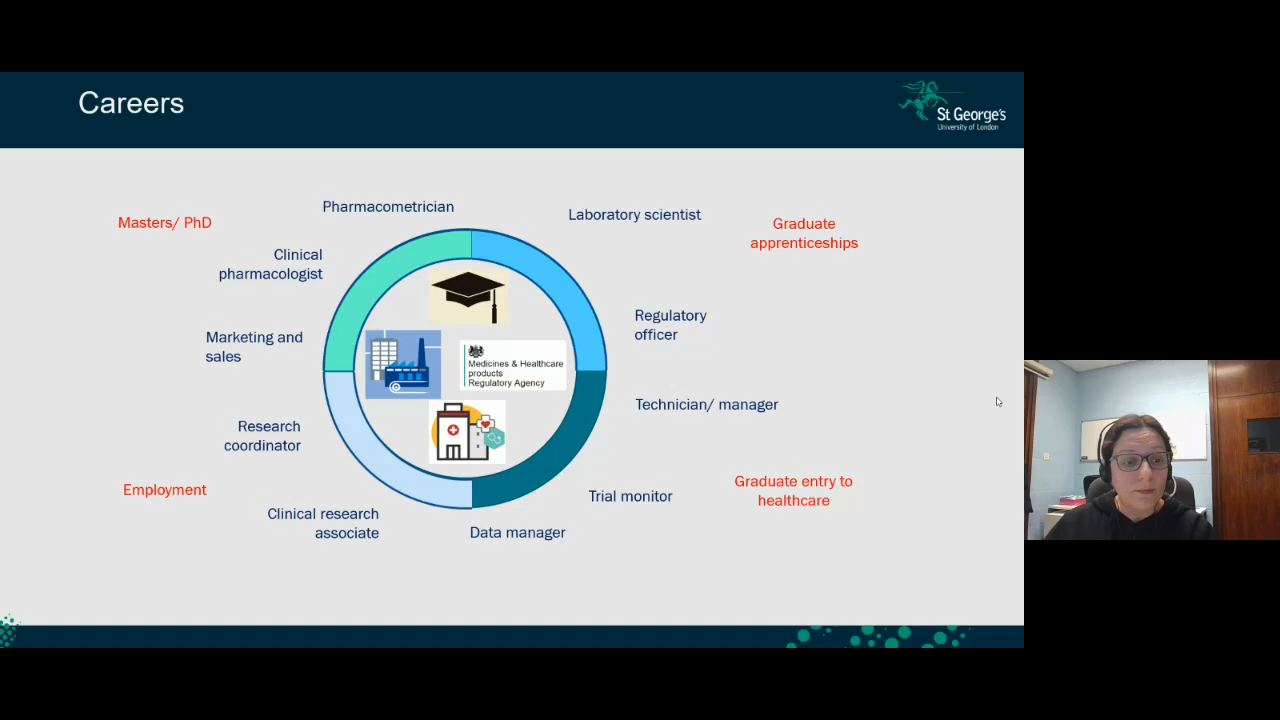 Careers
St George's
University of London
Pharmacometrician
Laboratory scientist
Masters/ PhD
Graduate
apprenticeships
Clinical
pharmacologist
Regulatory
officer
Marketing and
sales
Medicines & Healthcare
products
Regulatory Agency
Technician/ manager
Research
coordinator
Employment
Graduate entry to
healthcare
Trial monitor
Clinical research
associate
Data manager